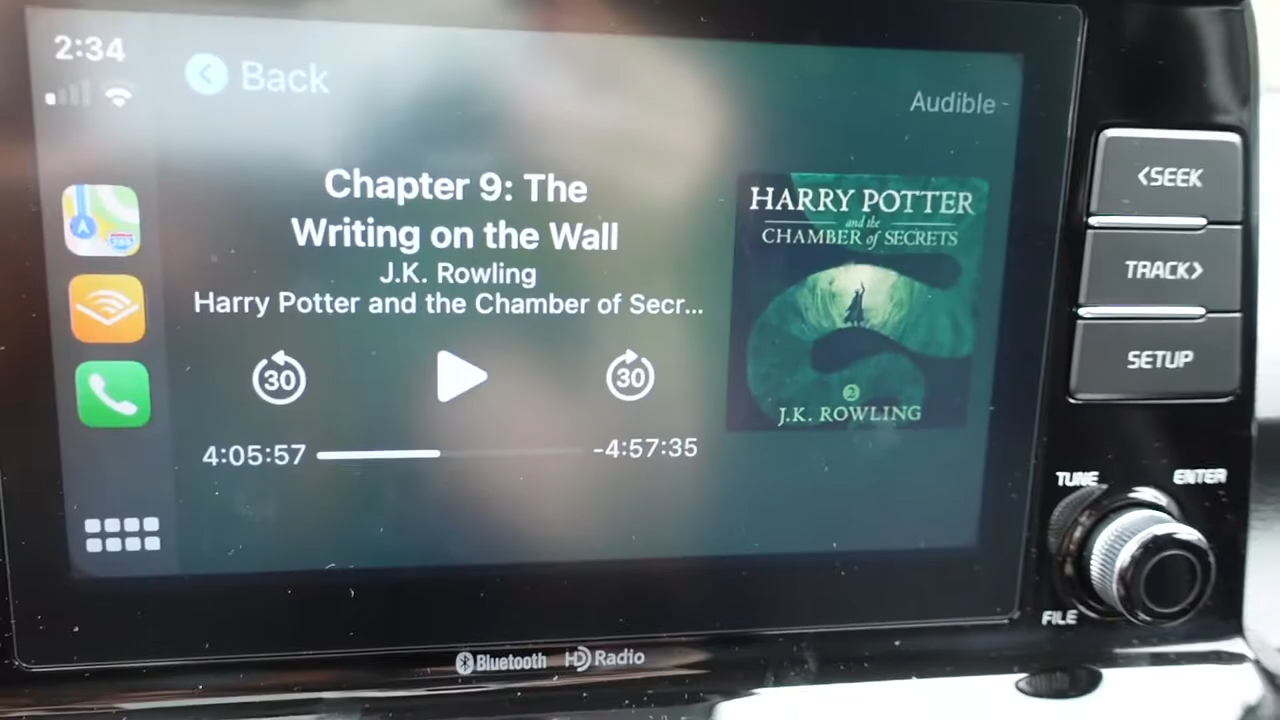 2:34
Back
Audible -
Chapter 9: The
Writing on the Wall
J.K. Rowling
Harry Potter and the Chamber of Secr...
30
30
4:05:57
-4:57:35
HARRY POTTER
and the
CHAMBER of SECRETS
2
J.K. ROWLING
<SEEK
TRACK>
SETUP
TUNE
ENTER
FILE
Bluetooth
HD Radio